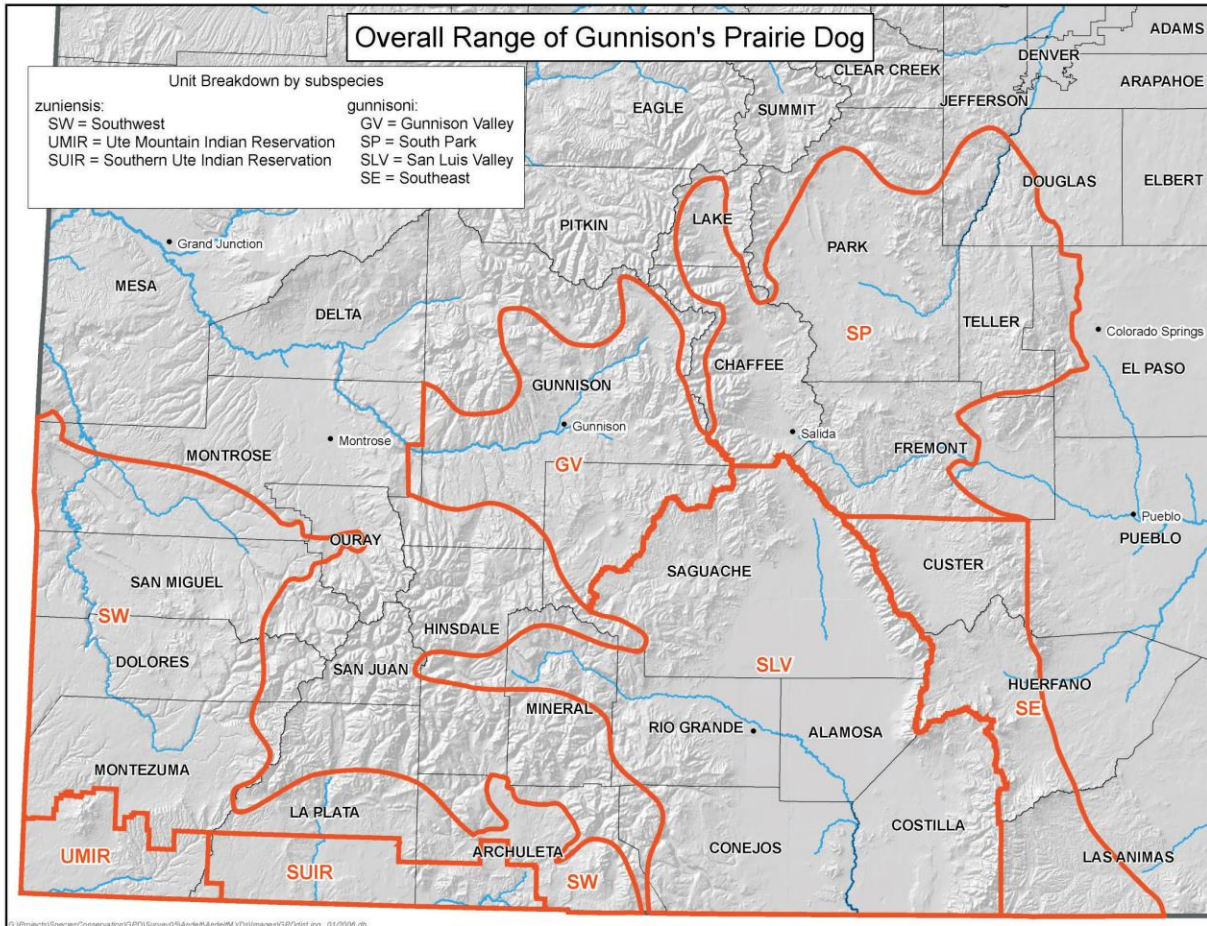 Overall Range of Gunnison's Prairie Dog
Unit Breakdown by subspecies
zuniensis:
SW = Southwest
UMIR = Ute Mountain Indian Reservation
SUIR = Southern Ute Indian Reservation
gunnisoni:
GV = Gunnison Valley
SP = South Park
SLV = San Luis Valley
SE = Southeast
ADAMS
DENVER
CLEAR CREEK
ARAPAHOE
EAGLE
SUMMIT
JEFFERSON
DOUGLAS
ELBERT
PITKIN
LAKE
PARK
Grand Junction
MESA
DELTA
TELLER
SP
Colorado Springs
CHAFFEE
EL PASO
GUNNISON
Gunnison
Salida
Montrose
MONTROSE
FREMONT
GV
Pueblo
OURAY
PUEBLO
CUSTER
SAGUACHE
SAN MIGUEL
SW
HINSDALE
DOLORES
SAN JUAN
SLV
HUERFANO
MINERAL
SE
RIO GRANDE
ALAMOSA
MONTEZUMA
LA PLATA
COSTILLA
ARCHULETA
CONEJOS
LAS ANIMAS
UMIR
SUIR
SW